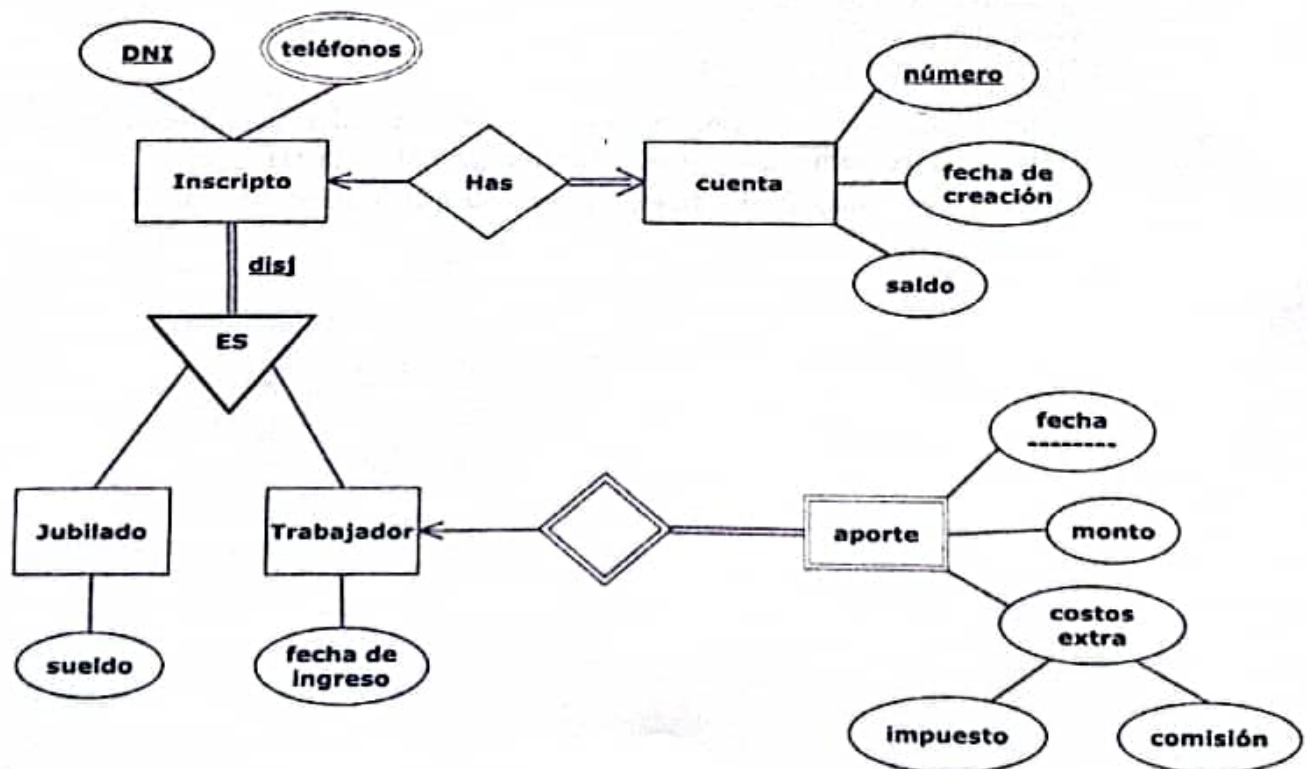 DNI
teléfonos
número
Inscripto
Has
cuenta
fecha de
creación
disj
saldo
ES
fecha
Jubilado
Trabajador
aporte
monto
costos
extra
sueldo
fecha de
ingreso
impuesto
comisión